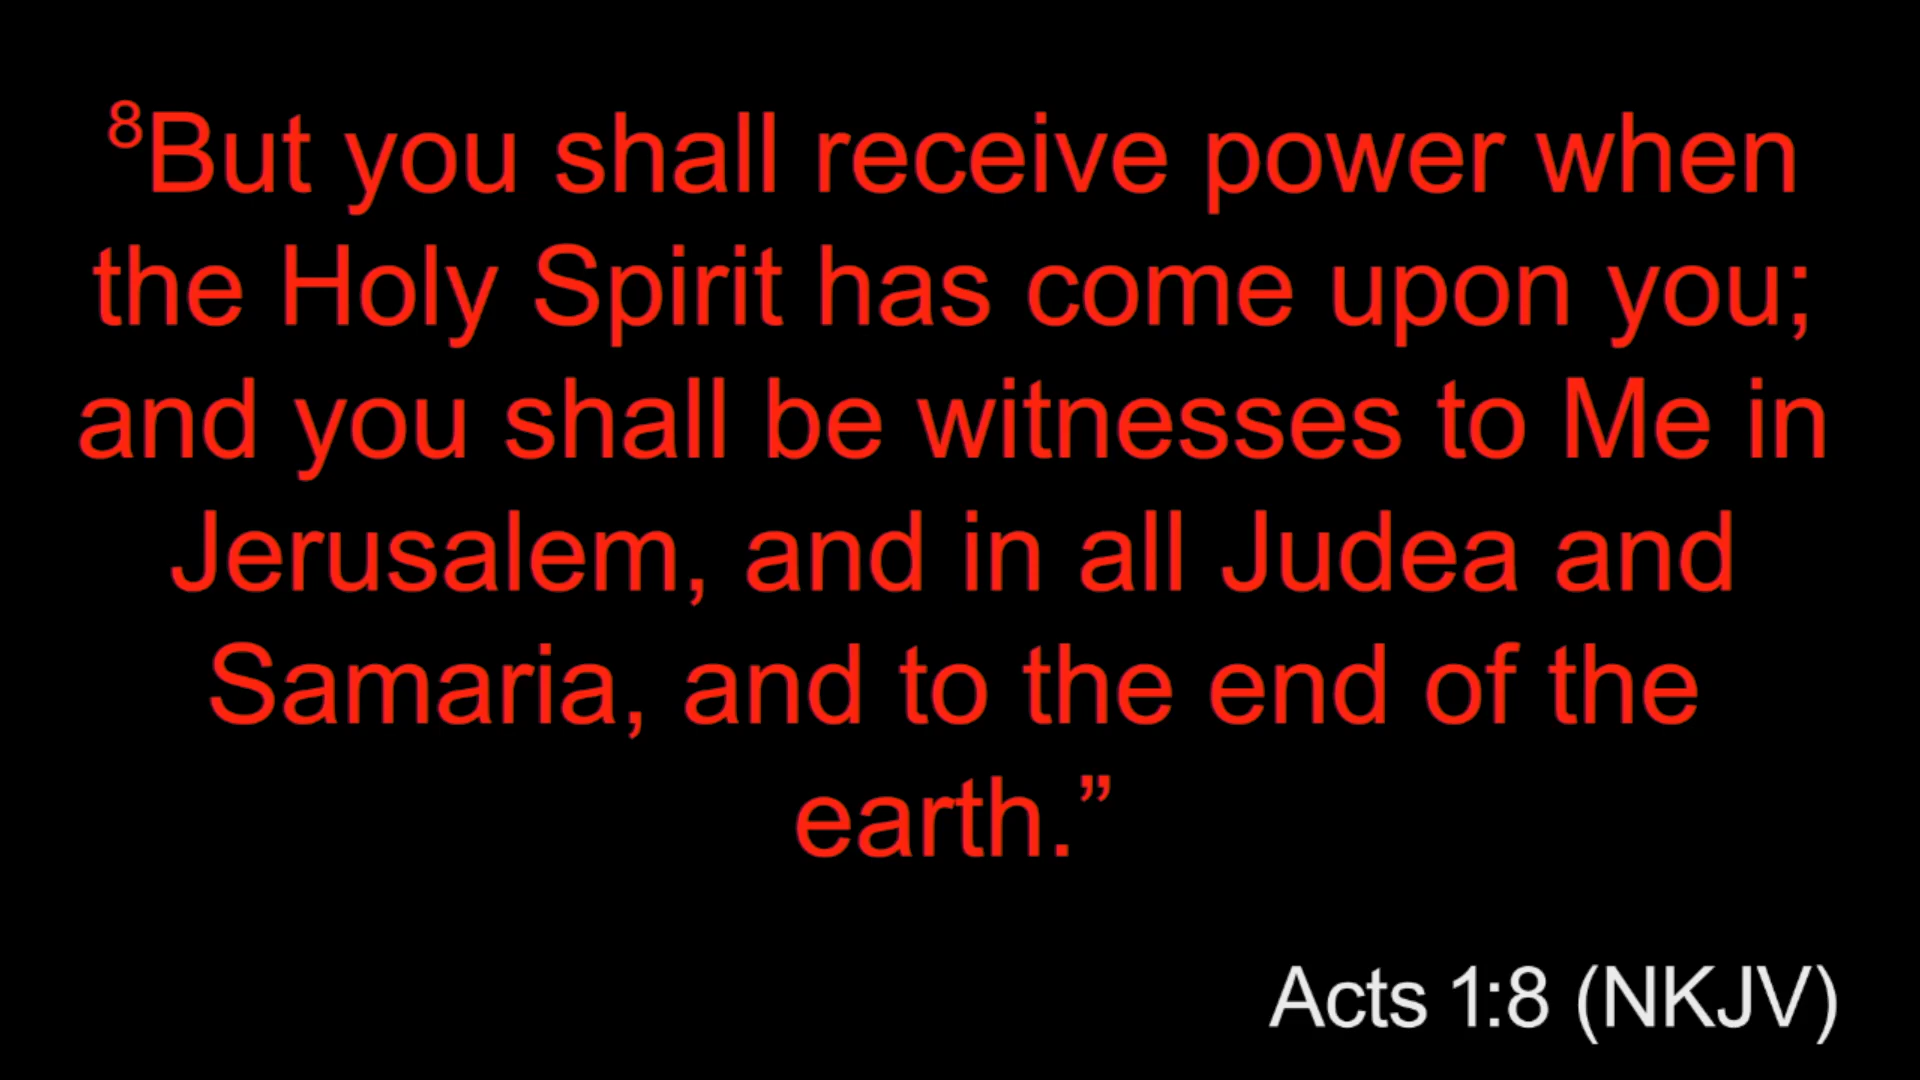 ⁸But you shall receive power when
the Holy Spirit has come upon you;
and you shall be witnesses to Me in
Jerusalem, and in all Judea and
Samaria, and to the end of the
earth.”
Acts 1:8 (NKJV)